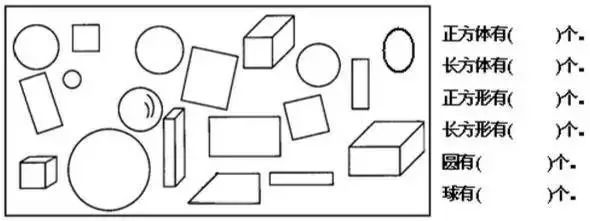 正方体有(　　)个。
长方体有(　　)个。
正方形有(　　)个。
长方形有(　　)个。
圆有(　　)个。
球有(　　)个。